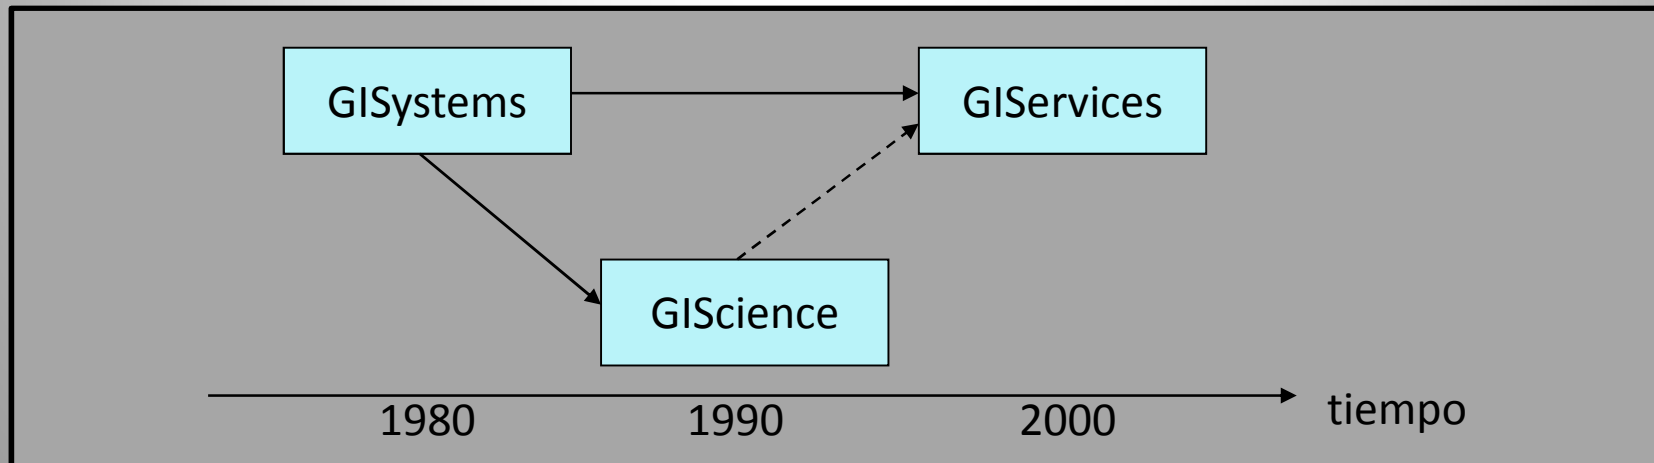 GISystems
GIServices
GIScience
1980
1990
2000
tiempo